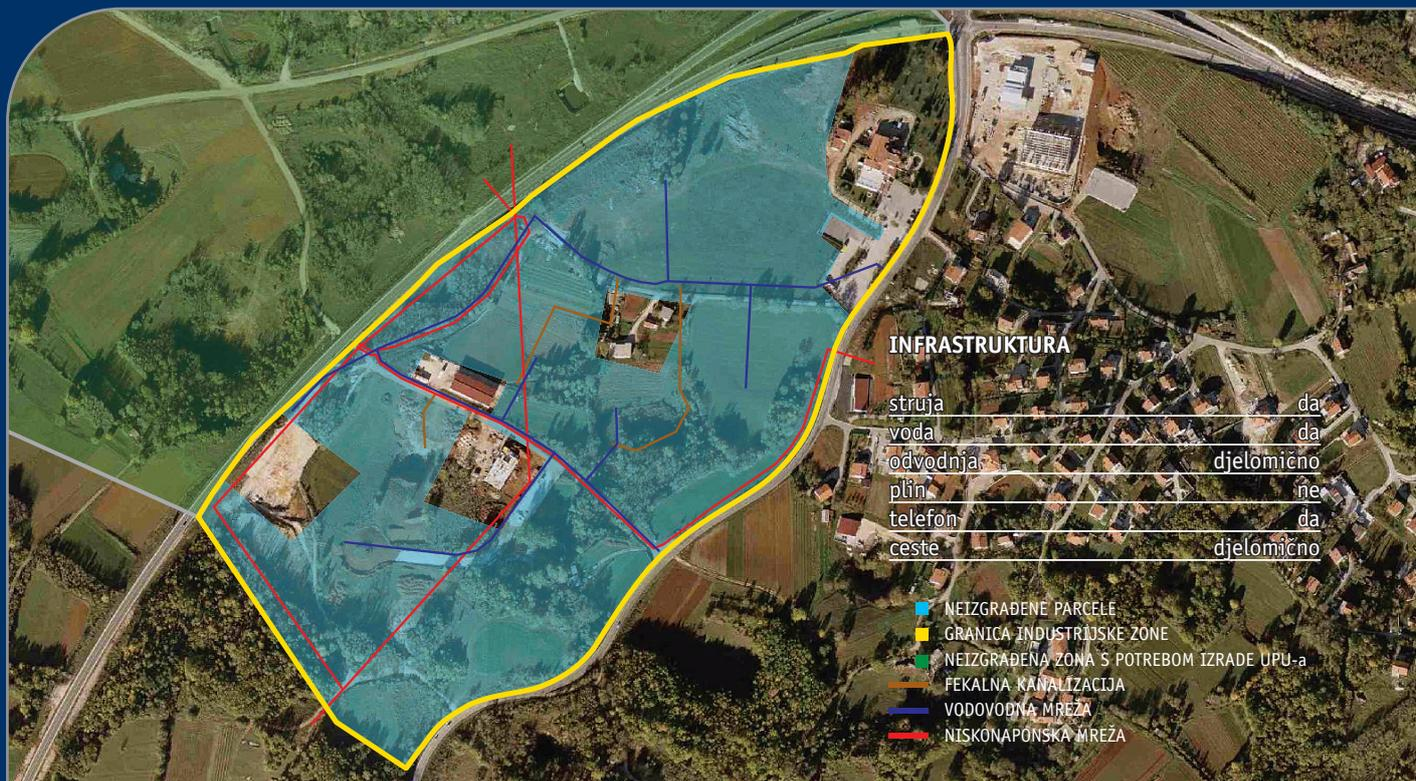 INFRASTRUKTURA
struja da
voda da
odvodnja djelomično
plin ne
telefon da
ceste djelomično
NEIZGRAĐENE PARCELE
GRANICA INDUSTRIJSKE ZONE
NEIZGRAĐENA ZONA S POTREBOM IZRADE UPU-a
FEKALNA KANALIZACIJA
VODOVODNA MREŽA
NISKONAPONSKA MREŽA